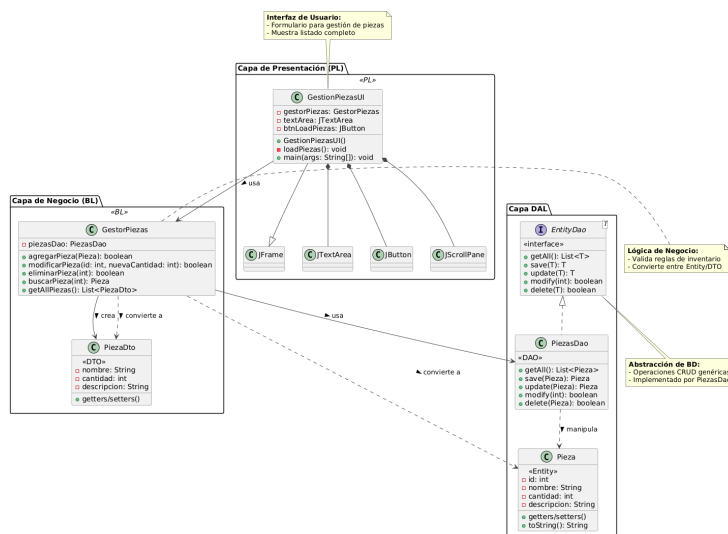 Interfaz de Usuario:
- Formulario para gestión de piezas
- Muestra listado completo
Capa de Presentación (PL)
«PL»
C GestionPiezasUI
gestorPiezas: GestorPiezas
textArea: JTextArea
btnLoadPiezas: JButton
GestionPiezasUI()
loadPiezas(): void
main(args: String[]): void
usa
C JFrame
C JTextArea
C JButton
C JScrollPane
Capa de Negocio (BL)
«BL»
C GestorPiezas
piezasDao: PiezasDao
agregarPieza(Pieza): boolean
modificarPieza(id: int, nuevaCantidad: int): boolean
eliminarPieza(int): boolean
buscarPieza(int): Pieza
getAllPiezas(): List<PiezaDto>
crea
convierte a
C PiezaDto
«DTO»
nombre: String
cantidad: int
descripcion: String
getters/setters()
usa
convierte a
Capa DAL
I EntityDao
T
«interface»
getAll(): List<T>
save(T): T
update(T): T
modify(int): boolean
delete(T): boolean
C PiezasDao
«DAO»
getAll(): List<Pieza>
save(Pieza): Pieza
update(Pieza): Pieza
modify(int): boolean
delete(Pieza): boolean
manipula
C Pieza
«Entity»
id: int
nombre: String
cantidad: int
descripcion: String
getters/setters()
toString(): String
Lógica de Negocio:
- Valida reglas de inventario
- Convierte entre Entity/DTO
Abstracción de BD:
- Operaciones CRUD genéricas
- Implementado por PiezasDao